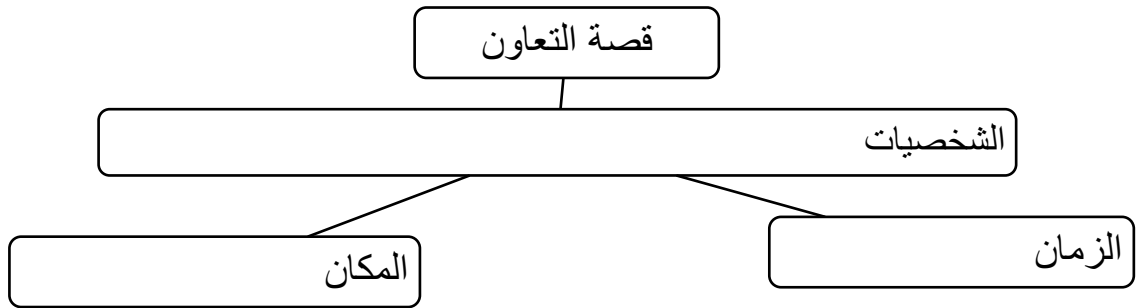 قصة التعاون
الشخصيات
الزمان
المكان